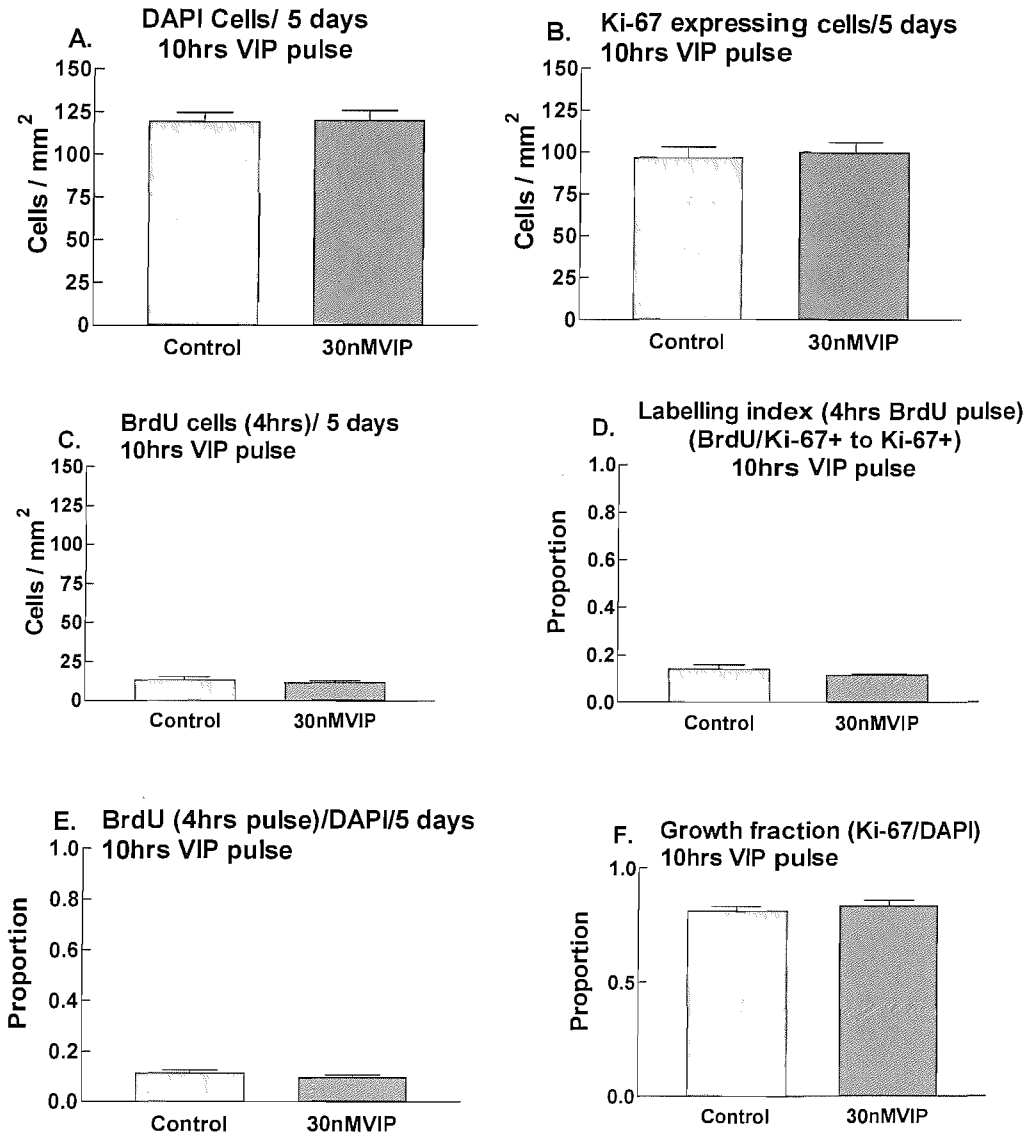 A.
DAPI Cells/ 5 days
10hrs VIP pulse
150
125
100
75
50
25
0
Cells / mm²
Control
30nMVIP
B.
Ki-67 expressing cells/5 days
10hrs VIP pulse
150
125
100
75
50
25
0
Cells / mm²
Control
30nMVIP
C.
BrdU cells (4hrs)/ 5 days
10hrs VIP pulse
150
125
100
75
50
25
0
Cells / mm²
Control
30nMVIP
D.
Labelling index (4hrs BrdU pulse)
(BrdU/Ki-67+ to Ki-67+)
10hrs VIP pulse
1.0
0.8
0.6
0.4
0.2
0.0
Proportion
Control
30nMVIP
E.
BrdU (4hrs pulse)/DAPI/5 days
10hrs VIP pulse
1.0
0.8
0.6
0.4
0.2
0.0
Proportion
Control
30nMVIP
F.
Growth fraction (Ki-67/DAPI)
10hrs VIP pulse
1.0
0.5
0.0
Proportion
Control
30nMVIP